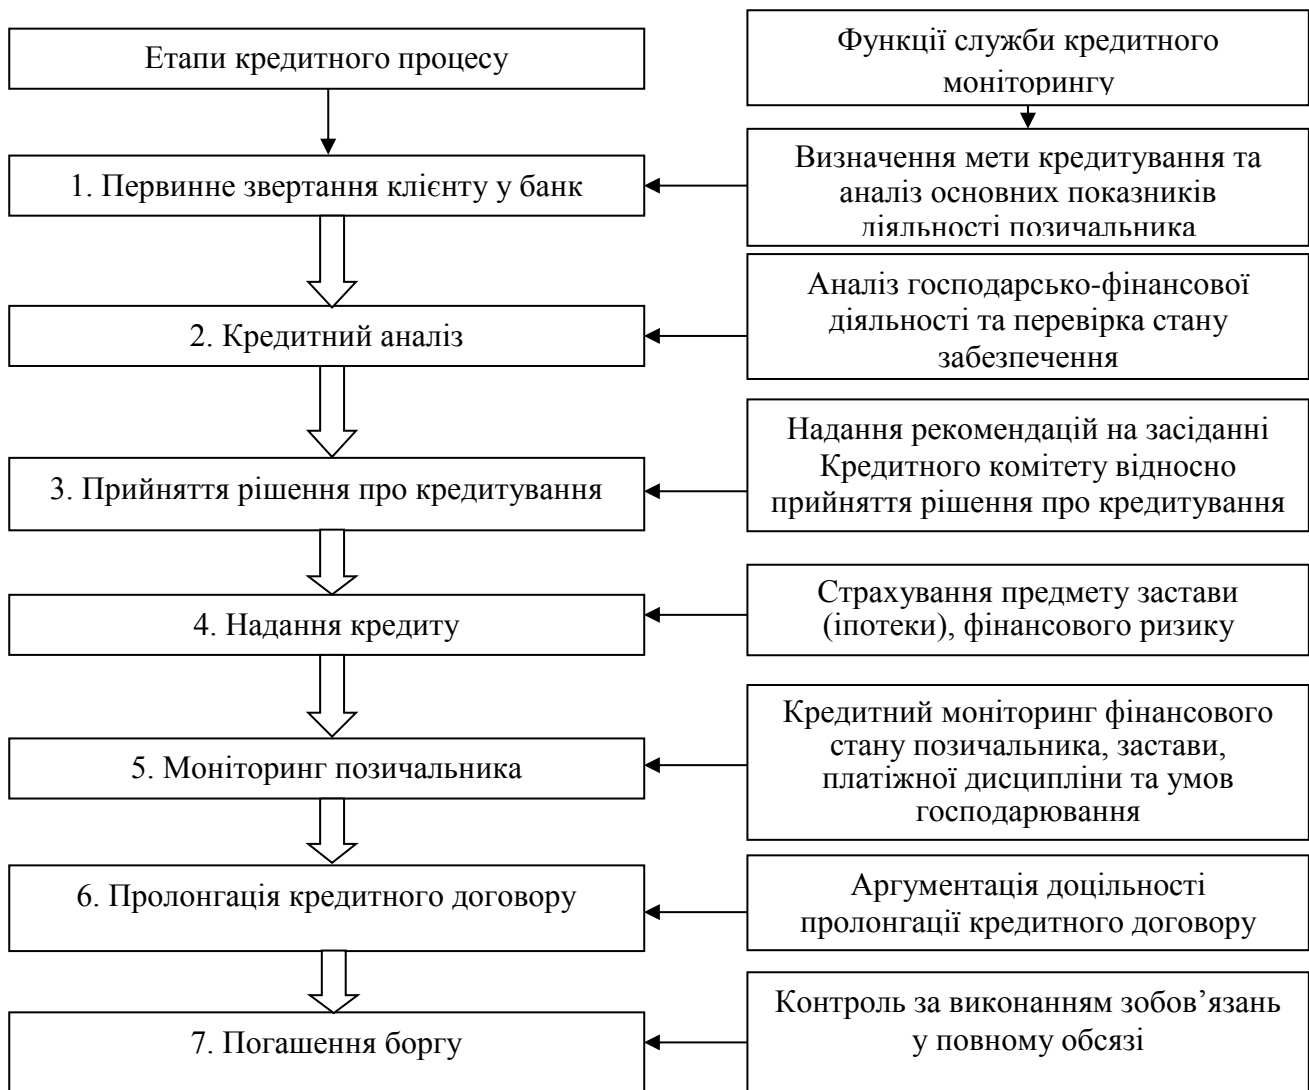 Етапи кредитного процесу
Функції служби кредитного
моніторингу
1. Первинне звертання клієнту у банк
Визначення мети кредитування та
аналіз основних показників
діяльності позичальника
2. Кредитний аналіз
Аналіз господарсько-фінансової
діяльності та перевірка стану
забезпечення
3. Прийняття рішення про кредитування
Надання рекомендацій на засіданні
Кредитного комітету відносно
прийняття рішення про кредитування
4. Надання кредиту
Страхування предмету застави
(іпотеки), фінансового ризику
5. Моніторинг позичальника
Кредитний моніторинг фінансового
стану позичальника, застави,
платіжної дисципліни та умов
господарювання
6. Пролонгація кредитного договору
Аргументація доцільності
пролонгації кредитного договору
7. Погашення боргу
Контроль за виконанням зобов’язань
у повному обсязі